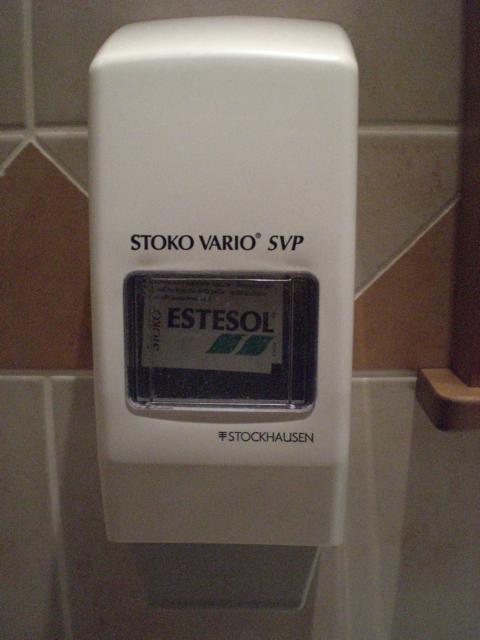 STOKO VARIO® SVP
STOKO
ESTESOL
STOCKHAUSEN